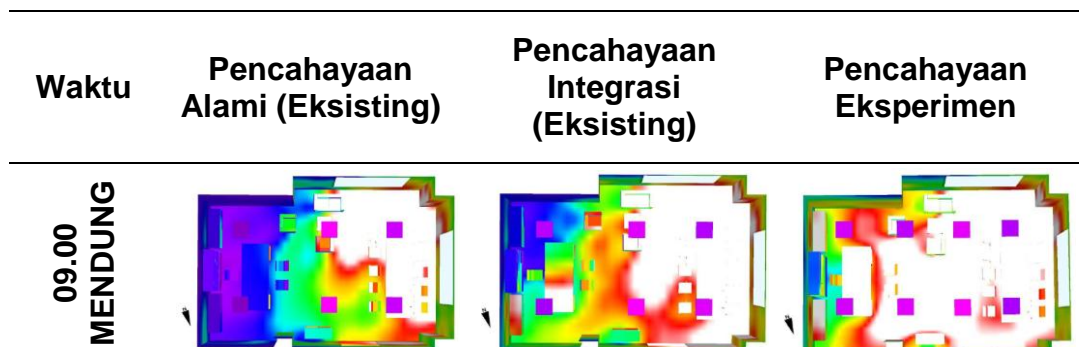 Waktu
Pencahayaan
Alami (Eksisting)
Pencahayaan
Integrasi
(Eksisting)
Pencahayaan
Eksperimen
09.00
MENDUNG